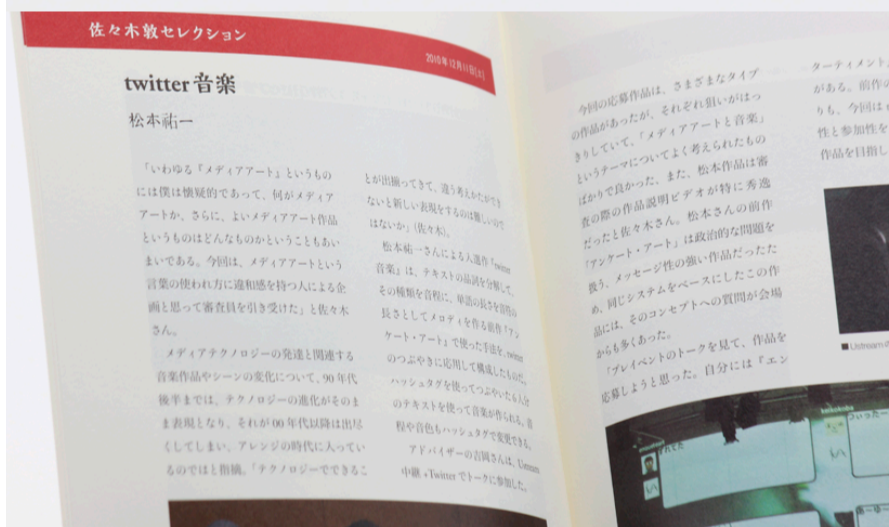 佐々木敦セレクション
2010年12月11日[土]
twitter音楽
松本祐一
「いわゆる『メディアアート』というもの
には僕は懐疑的であって、何がメディア
アートか、さらに、よいメディアアート作品
というものはどんなものかということもあい
まいである。今回は、メディアアートという
言葉の使われ方に違和感を持つ人による企
画と思って審査員を引き受けた」と佐々木
さん。
メディアテクノロジーの発達と関連する
音楽作品やシーンの変化について、90年代
後半までは、テクノロジーの進化がそのま
ま表現となり、それが00年代以降は出尽
くしてしまい、アレンジの時代に入ってい
るのではと指摘。「テクノロジーでできるこ
とが出揃ってきて、違う考えかたができ
ないと新しい表現をするのは難しいので
はないか」(佐々木)。
松本祐一さんによる入選作『twitter
音楽』は、テキストの品詞を分解して、
その種類を音程に、単語の長さを音符の
長さとしてメロディを作る前作『アン
ケート・アート』で使った手法を、twitter
のつぶやきに応用して構成したものだ。
ハッシュタグを使ってつぶやいた6人分
のテキストを使って音楽が作られる。音
程や音色もハッシュタグで変更できる。
アドバイザーの吉岡さんは、Ustream
中継+Twitterでトークに参加した。
今回の応募作品は、さまざまなタイプ
の作品があったが、それぞれ狙いがはっ
きりしていて、「メディアアートと音楽」
というテーマについてよく考えられたもの
ばかりで良かった。また、松本作品は審
査の際の作品説明ビデオが特に秀逸
だったと佐々木さん。松本さんの前作
『アンケート・アート』は政治的な問題を
扱う、メッセージ性の強い作品だったた
め、同じシステムをベースにしたこの作
品には、そのコンセプトへの質問が会場
からも多くあった。
「プレイベントのトークを見て、作品を
応募しようと思った。自分には『エン
ターティメント
がある。前作の
りも、今回は
性と参加性を
作品を目指し
■Ustream